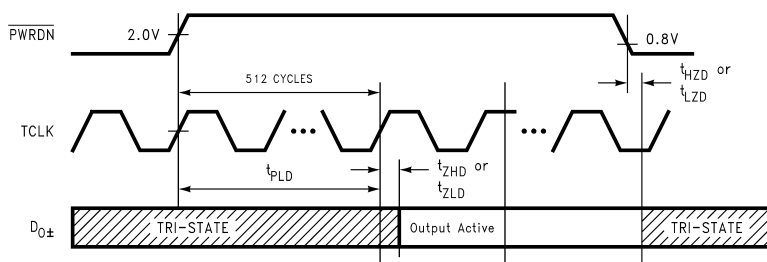 PWRDN
2.0V
0.8V
512 CYCLES
tHZD or
tLZD
TCLK
tPLD
tZHD or
tZLD
DO±
TRI-STATE
Output Active
TRI-STATE